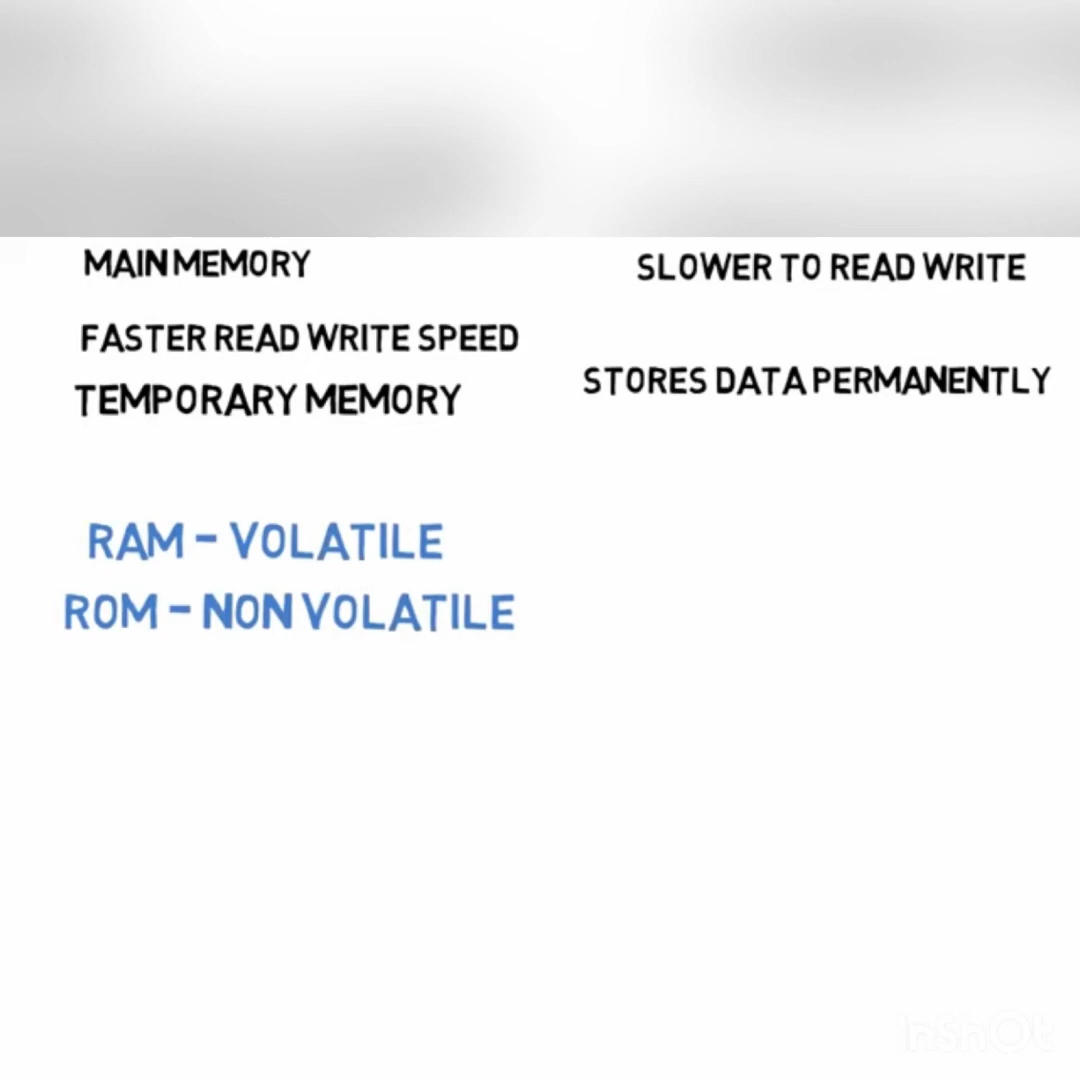 MAIN MEMORY
FASTER READ WRITE SPEED
TEMPORARY MEMORY
SLOWER TO READ WRITE
STORES DATA PERMANENTLY
RAM - VOLATILE
ROM - NON VOLATILE
InShOt